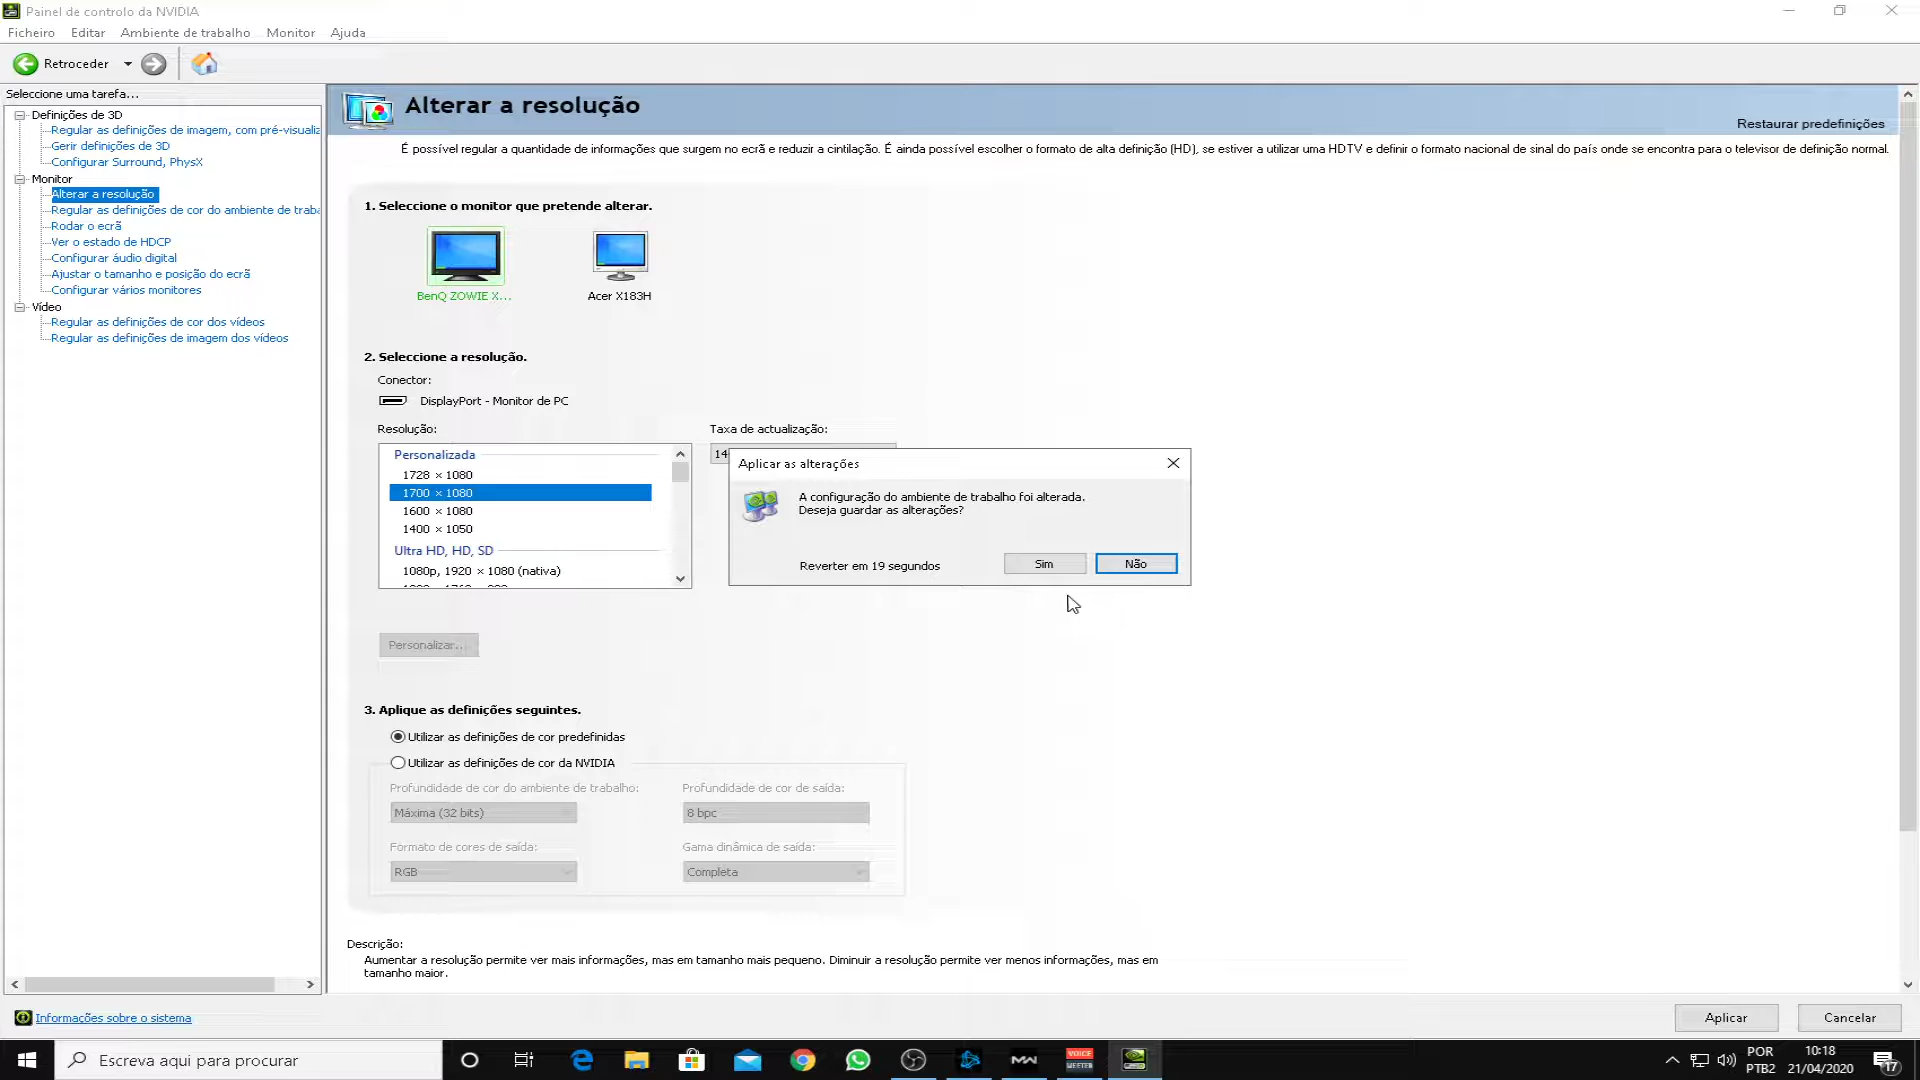 Painel de controlo da NVIDIA
Ficheiro Editar Ambiente de trabalho Monitor Ajuda
Retroceder
Seleccione uma tarefa...
Definições de 3D
Regular as definições de imagem, com pré-visualiz
Gerir definições de 3D
Configurar Surround, PhysX
Monitor
Alterar a resolução
Regular as definições de cor do ambiente de traba
Rodar o ecrã
Ver o estado de HDCP
Configurar áudio digital
Ajustar o tamanho e posição do ecrã
Configurar vários monitores
Vídeo
Regular as definições de cor dos vídeos
Regular as definições de imagem dos vídeos
Informações sobre o sistema
Alterar a resolução
Restaurar predefinições
É possível regular a quantidade de informações que surgem no ecrã e reduzir a cintilação. É ainda possível escolher o formato de alta definição (HD), se estiver a utilizar uma HDTV e definir o formato nacional de sinal do país onde se encontra para o televisor de definição normal.
1. Seleccione o monitor que pretende alterar.
BenQ ZOWIE X... Acer X183H
2. Seleccione a resolução.
Conector:
DisplayPort - Monitor de PC
Resolução: Taxa de actualização:
Personalizada
1728 × 1080
1700 × 1080
1600 × 1080
1400 × 1050
Ultra HD, HD, SD
1080p, 1920 × 1080 (nativa)
14
Aplicar as alterações
A configuração do ambiente de trabalho foi alterada.
Deseja guardar as alterações?
Reverter em 19 segundos
Sim Não
Personalizar...
3. Aplique as definições seguintes.
Utilizar as definições de cor predefinidas
Utilizar as definições de cor da NVIDIA
Profundidade de cor do ambiente de trabalho: Profundidade de cor de saída:
Máxima (32 bits) 8 bpc
Formato de cores de saída: Gama dinâmica de saída:
RGB Completa
Descrição:
Aumentar a resolução permite ver mais informações, mas em tamanho mais pequeno. Diminuir a resolução permite ver menos informações, mas em
tamanho maior.
Aplicar Cancelar
Escreva aqui para procurar
VOICE
MEETER
POR
PTB2
10:18
21/04/2020
17